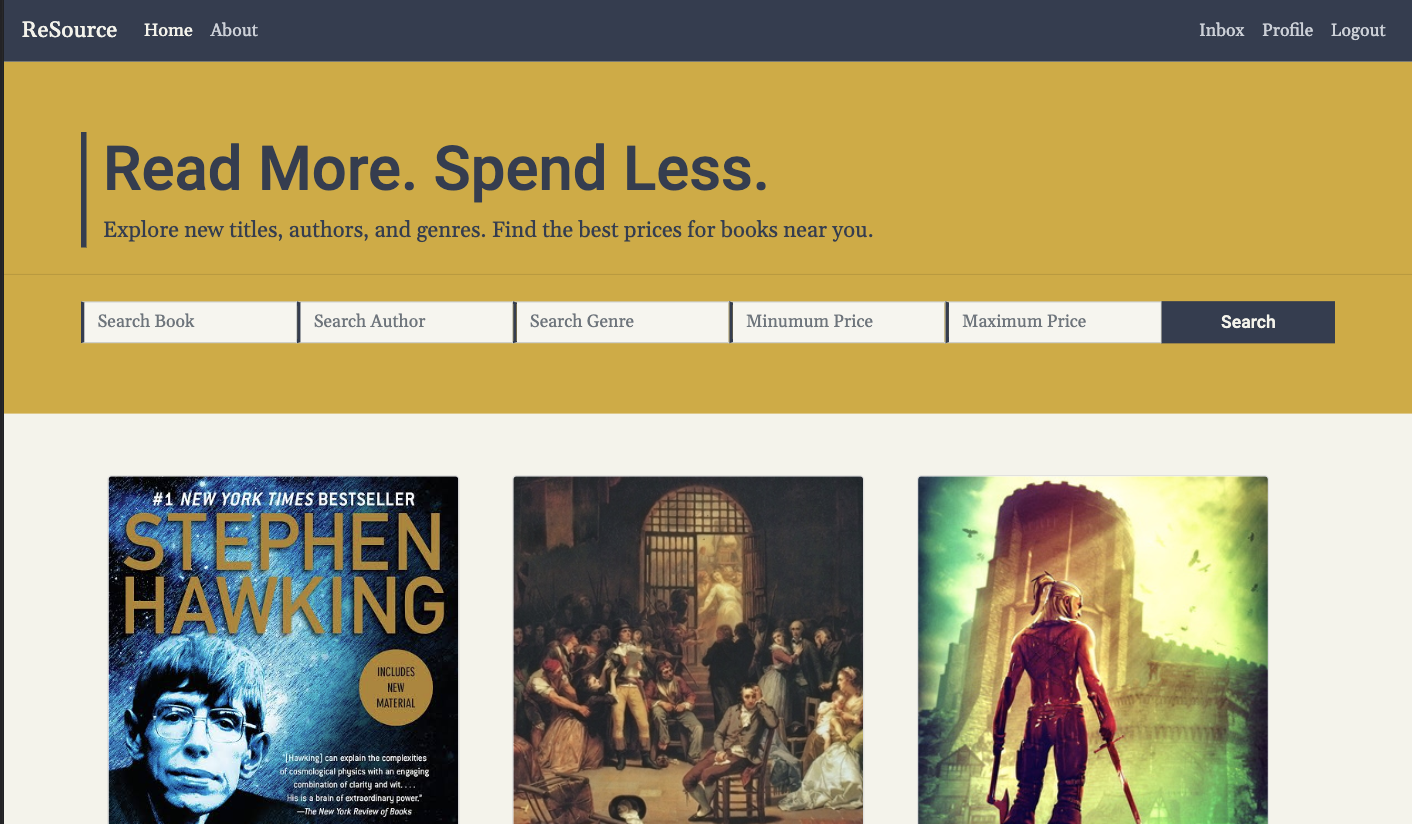 ReSource Home About Inbox Profile Logout
Read More. Spend Less.
Explore new titles, authors, and genres. Find the best prices for books near you.
Search Book Search Author Search Genre Minumum Price Maximum Price Search
#1 NEW YORK TIMES BESTSELLER
STEPHEN
HAWKING
INCLUDES
NEW
MATERIAL
"[Hawking] can explain the complexities
of cosmological physics with an engaging
combination of clarity and wit. . . .
His is a brain of extraordinary power."
—The New York Review of Books